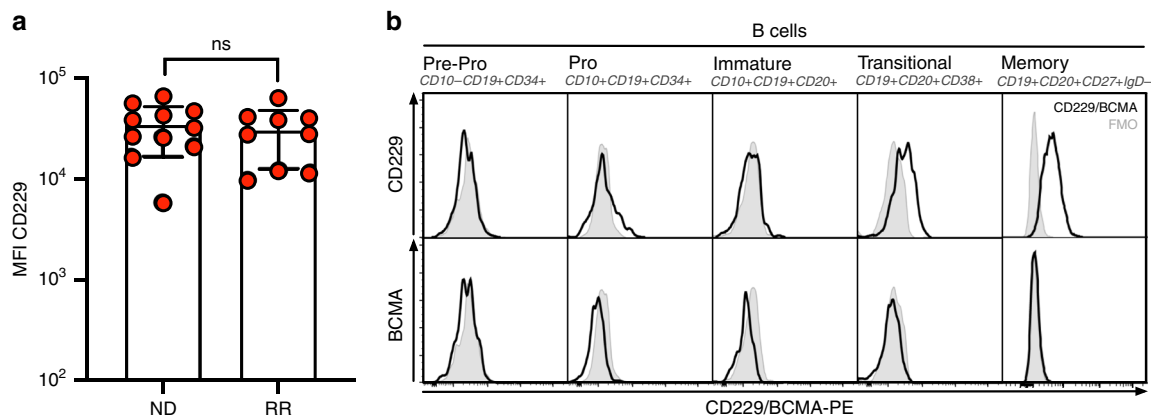 a
ns
10⁵
10⁴
10³
10²
MFI CD229
ND
RR
b
B cells
Pre-Pro
CD10–CD19+CD34+
Pro
CD10+CD19+CD34+
Immature
CD10+CD19+CD20+
Transitional
CD19+CD20+CD38+
Memory
CD19+CD20+CD27+IgD–
CD229/BCMA
FMO
CD229
BCMA
CD229/BCMA-PE